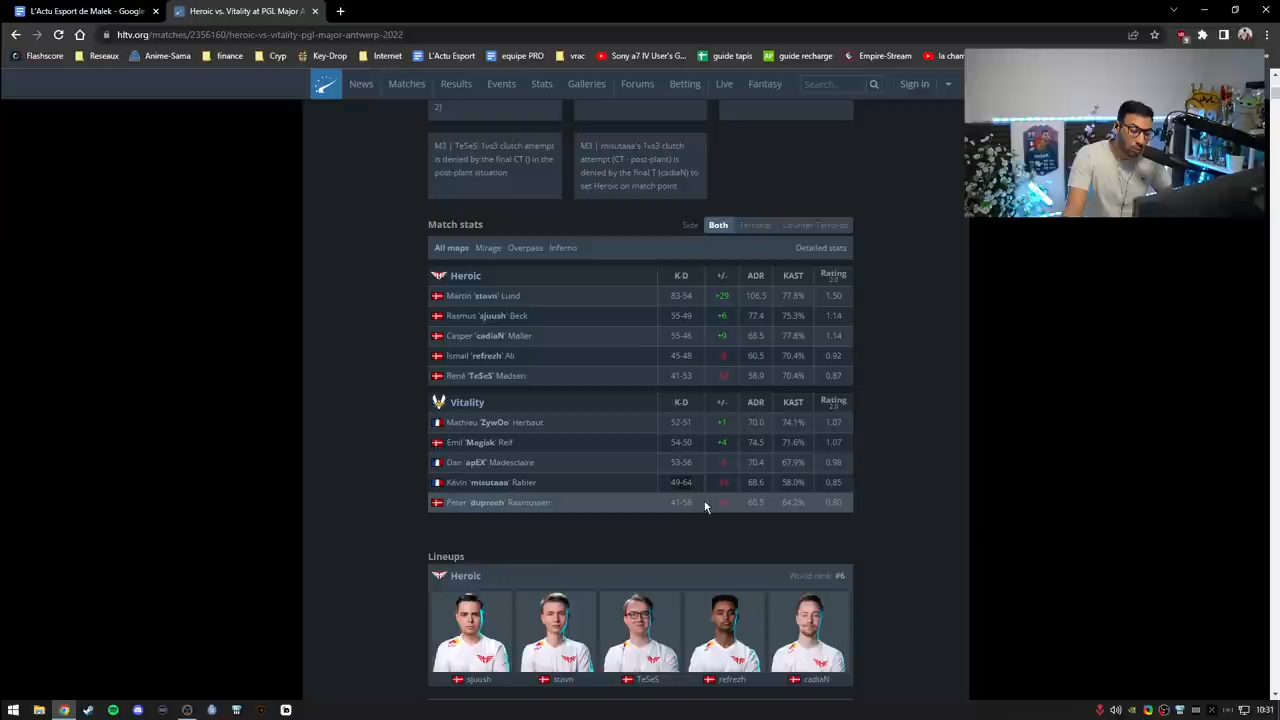 L'Actu Esport de Malek - Google
Heroic vs. Vitality at PGL Major A
hltv.org/matches/2356160/heroic-vs-vitality-pgl-major-antwerp-2022
Flashscore
Reseaux
Anime-Sama
finance
Crypto
Key-Drop
Internet
L'Actu Esport
equipe PRO
vrac
Sony a7 IV User's G...
guide tapis
guide recharge
Empire-Stream
la cham
News
Matches
Results
Events
Stats
Galleries
Forums
Betting
Live
Fantasy
Search...
Sign in
2)
M3 | TeSeS 1vs3 clutch attempt
is denied by the final CT () in the
post-plant situation
M3 | misutaaa's 1vs3 clutch
attempt (CT - post-plant) is
denied by the final T (cadiaN) to
set Heroic on match point
Match stats
Side Both Terrorist Counter-Terrorist
All maps Mirage Overpass Inferno Detailed stats
Heroic K-D +/- ADR KAST Rating 2.0
Martin 'stavn' Lund 83-54 +29 106.5 77.8% 1.50
Rasmus 'sjuush' Beck 55-49 +6 77.4 75.3% 1.14
Casper 'cadiaN' Møller 55-46 +9 68.5 77.8% 1.14
Ismail 'refrezh' Ali 45-48 60.5 70.4% 0.92
René 'TeSeS' Madsen 41-53 58.9 70.4% 0.87
Vitality K-D +/- ADR KAST Rating 2.0
Mathieu 'ZywOo' Herbaut 52-51 +1 70.0 74.1% 1.07
Emil 'Magisk' Reif 54-50 +4 74.5 71.6% 1.07
Dan 'apEX' Madesclaire 53-56 70.4 67.9% 0.98
Kévin 'misutaaa' Rabier 49-64 68.6 58.0% 0.85
Peter 'dupreeh' Rasmussen 41-58 60.5 64.2% 0.80
Lineups
Heroic World rank: #6
sjuush
stavn
TeSeS
refrezh
cadiaN
10:31